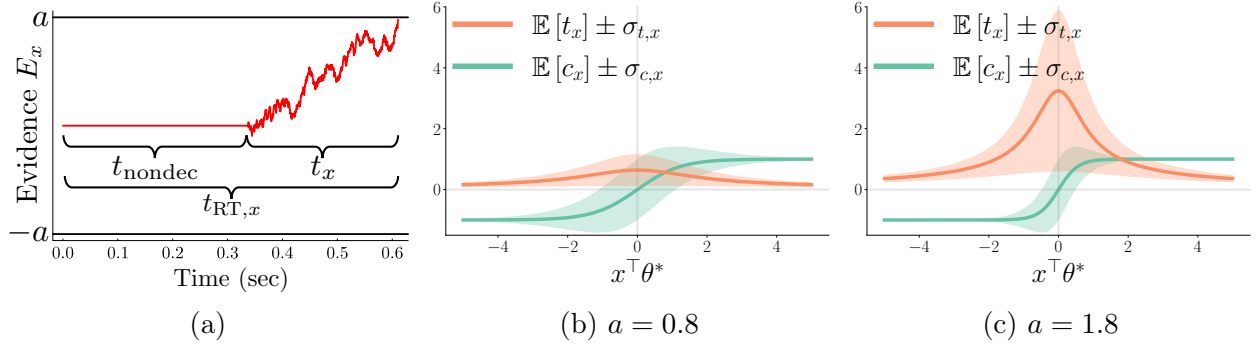 a
Evidence E_x
−a
t_nondec
t_x
t_RT,x
0.0 0.1 0.2 0.3 0.4 0.5 0.6
Time (sec)
(a)
6
4
2
0
𝔼 [t_x] ± σ_t,x
𝔼 [c_x] ± σ_c,x
−4 −2 0 2 4
x^⊤θ*
(b) a = 0.8
6
4
2
0
𝔼 [t_x] ± σ_t,x
𝔼 [c_x] ± σ_c,x
−4 −2 0 2 4
x^⊤θ*
(c) a = 1.8